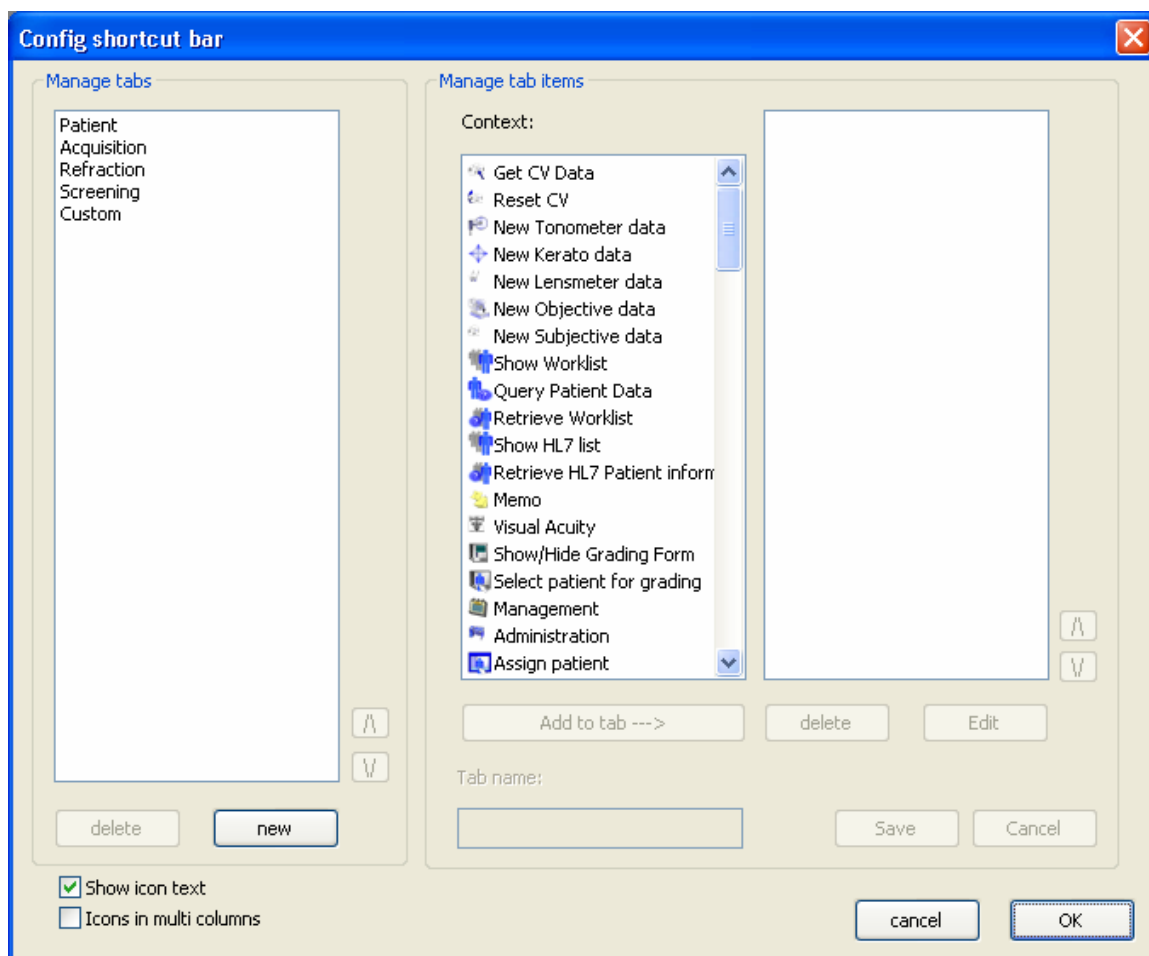 Config shortcut bar
Manage tabs
Patient
Acquisition
Refraction
Screening
Custom
/\
\/
delete
new
Manage tab items
Context:
Get CV Data
Reset CV
New Tonometer data
New Kerato data
New Lensmeter data
New Objective data
New Subjective data
Show Worklist
Query Patient Data
Retrieve Worklist
Show HL7 list
Retrieve HL7 Patient inform
Memo
Visual Acuity
Show/Hide Grading Form
Select patient for grading
Management
Administration
Assign patient
/\
\/
Add to tab --->
delete
Edit
Tab name:
Save
Cancel
Show icon text
Icons in multi columns
cancel
OK